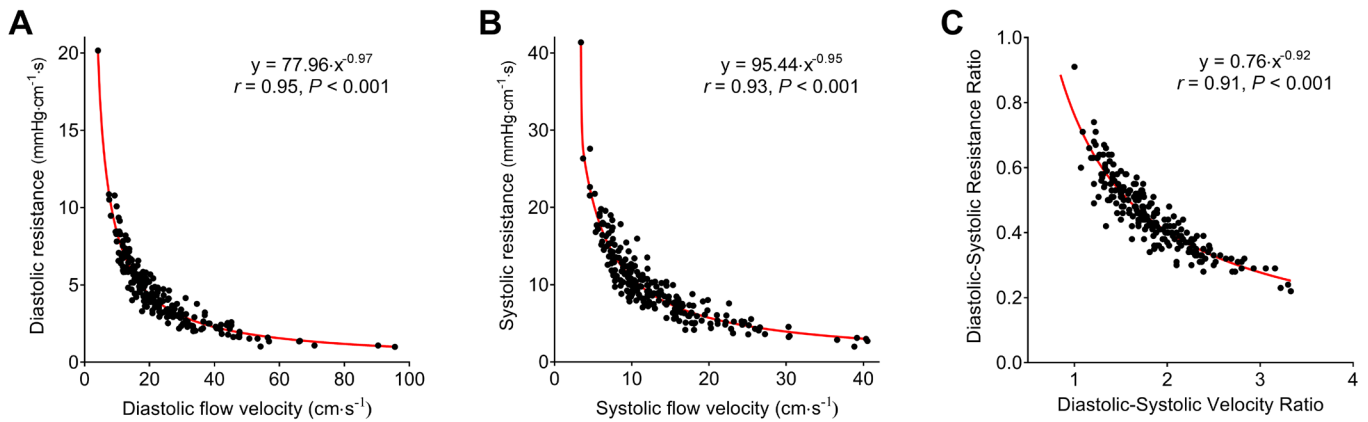 A
Diastolic resistance (mmHg·cm⁻¹·s)
20
15
10
5
0
y = 77.96·x⁻⁰·⁹⁷
r = 0.95, P < 0.001
0 20 40 60 80 100
Diastolic flow velocity (cm·s⁻¹)
B
Systolic resistance (mmHg·cm⁻¹·s)
40
30
20
10
0
y = 95.44·x⁻⁰·⁹⁵
r = 0.93, P < 0.001
0 10 20 30 40
Systolic flow velocity (cm·s⁻¹)
C
Diastolic-Systolic Resistance Ratio
1.0
0.8
0.6
0.4
0.2
0.0
y = 0.76·x⁻⁰·⁹²
r = 0.91, P < 0.001
1 2 3 4
Diastolic-Systolic Velocity Ratio